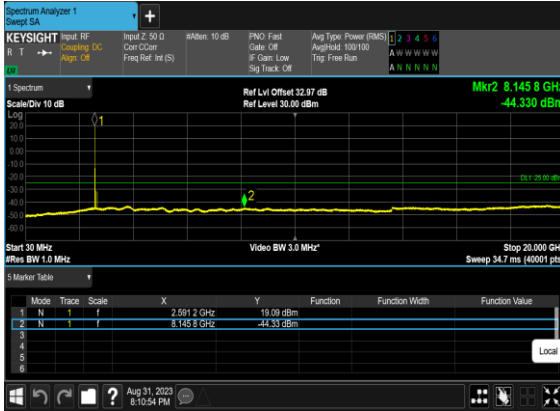 Spectrum Analyzer 1
Swept SA
+
KEYSIGHT Input: RF Input Z: 50 Ω #Atten: 10 dB PNO: Fast Avg Type: Power (RMS) 1 2 3 4 5 6
R T Coupling: DC Corr CCorr Gate: Off Avg|Hold: 100/100 A W W W W W
Align: Off Freq Ref: Int (S) IF Gain: Low Trig: Free Run
Sig Track: Off A N N N N N
1 Spectrum Ref Lvl Offset 32.97 dB Mkr2 8.145 8 GHz
Scale/Div 10 dB Ref Level 30.00 dBm -44.330 dBm
Log
20.0
10.0
0.00
-10.0
-20.0
-30.0
-40.0
-50.0
-60.0
1
2
DL1 -25.00 dBm
Start 30 MHz Video BW 3.0 MHz* Stop 20.000 GH
#Res BW 1.0 MHz Sweep 34.7 ms (40001 pts
5 Marker Table
Mode Trace Scale X Y Function Function Width Function Value
1 N 1 f 2.591 2 GHz 19.09 dBm
2 N 1 f 8.145 8 GHz -44.33 dBm
3
4
5
6
Local
? Aug 31, 2023
8:10:54 PM